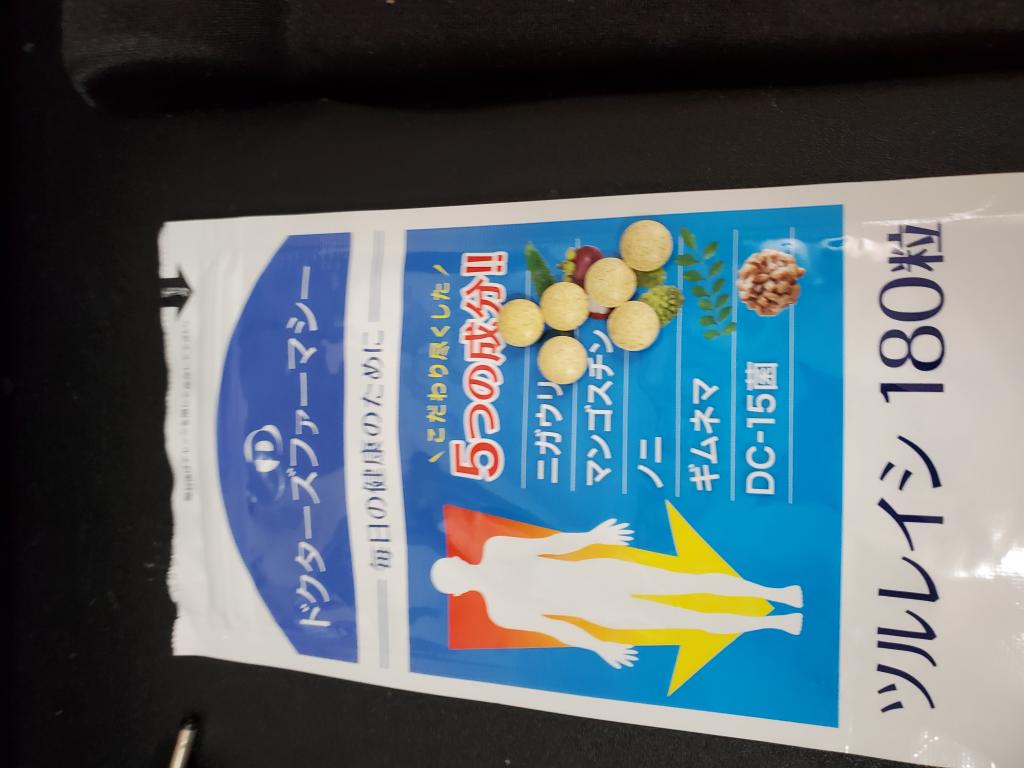 ドクターズファーマシー
毎日の健康のために
\こだわり尽くした/
5つの成分!!
ニガウリ
マンゴスチン
ノニ
ギムネマ
DC-15菌
ツルレイシ 180粒